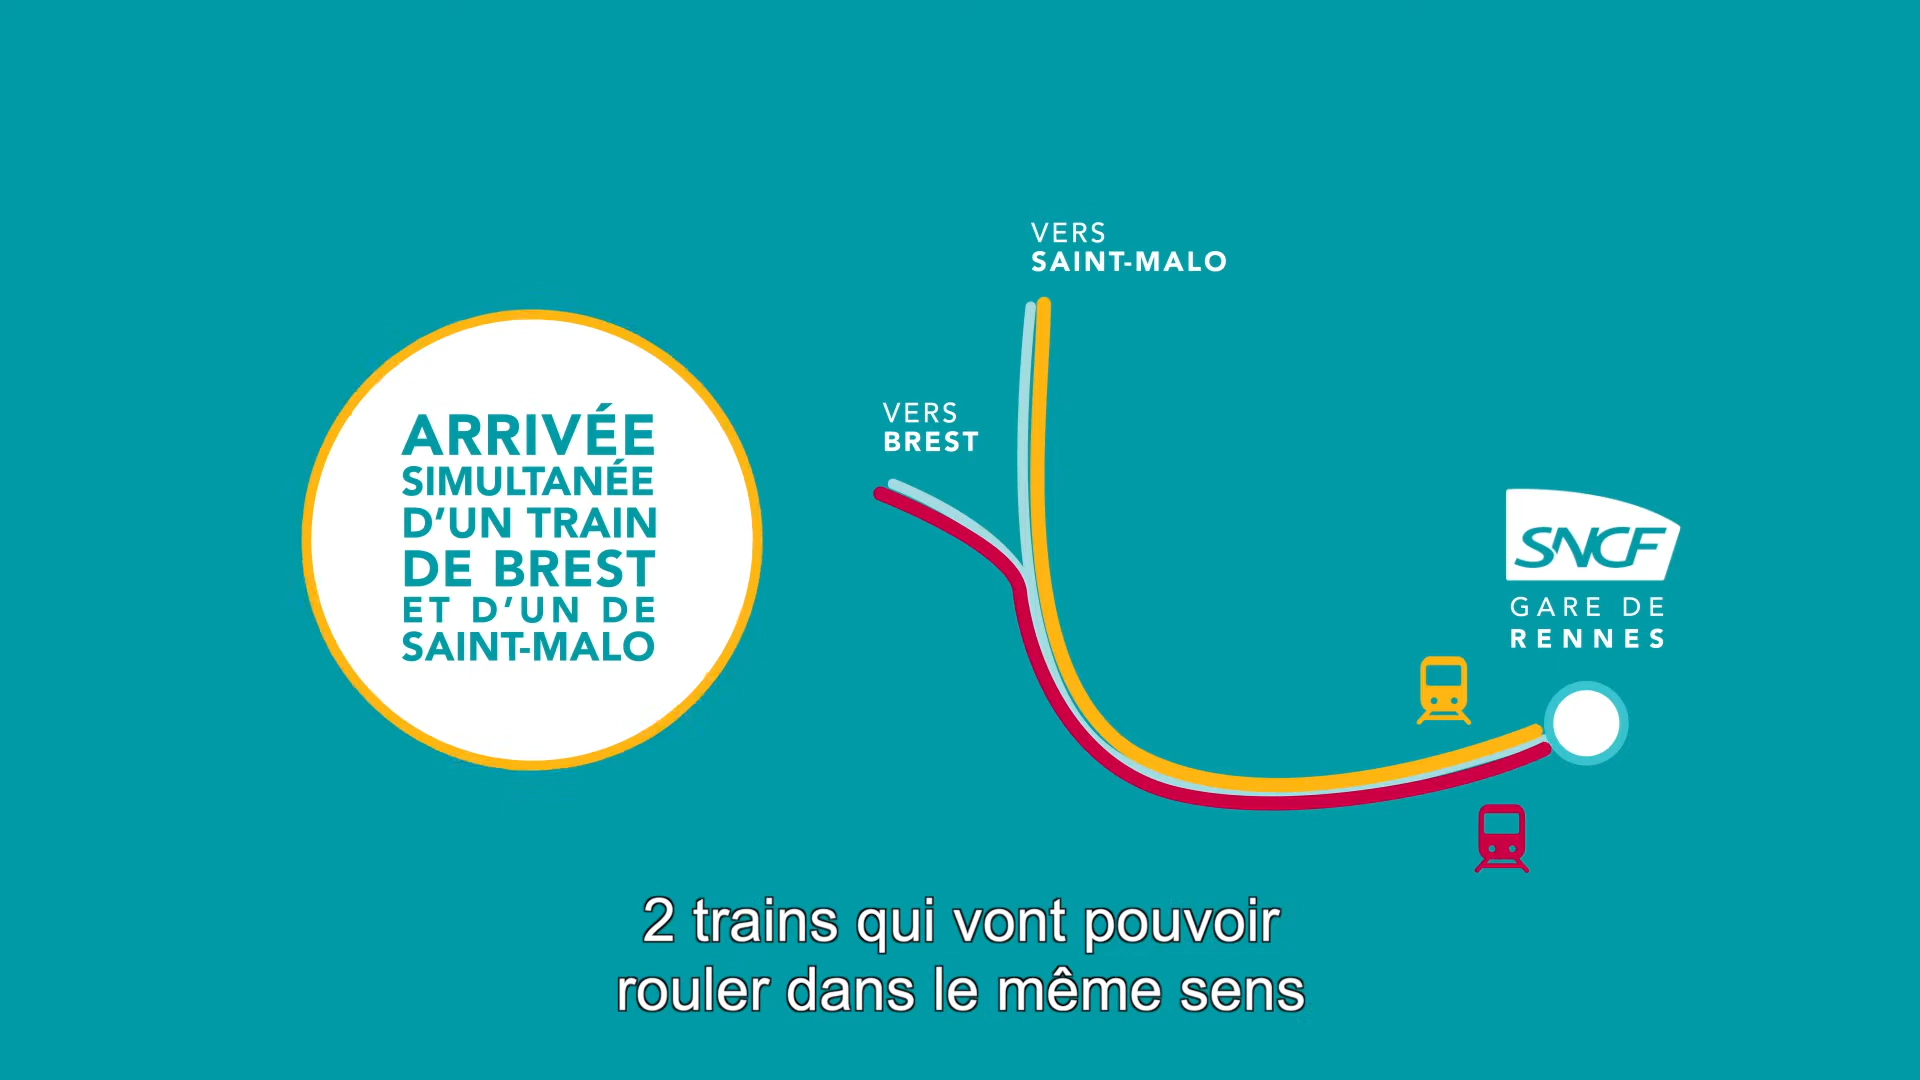 VERS
SAINT-MALO
VERS
BREST
ARRIVÉE
SIMULTANÉE
D'UN TRAIN
DE BREST
ET D'UN DE
SAINT-MALO
SNCF
GARE DE
RENNES
2 trains qui vont pouvoir
rouler dans le même sens